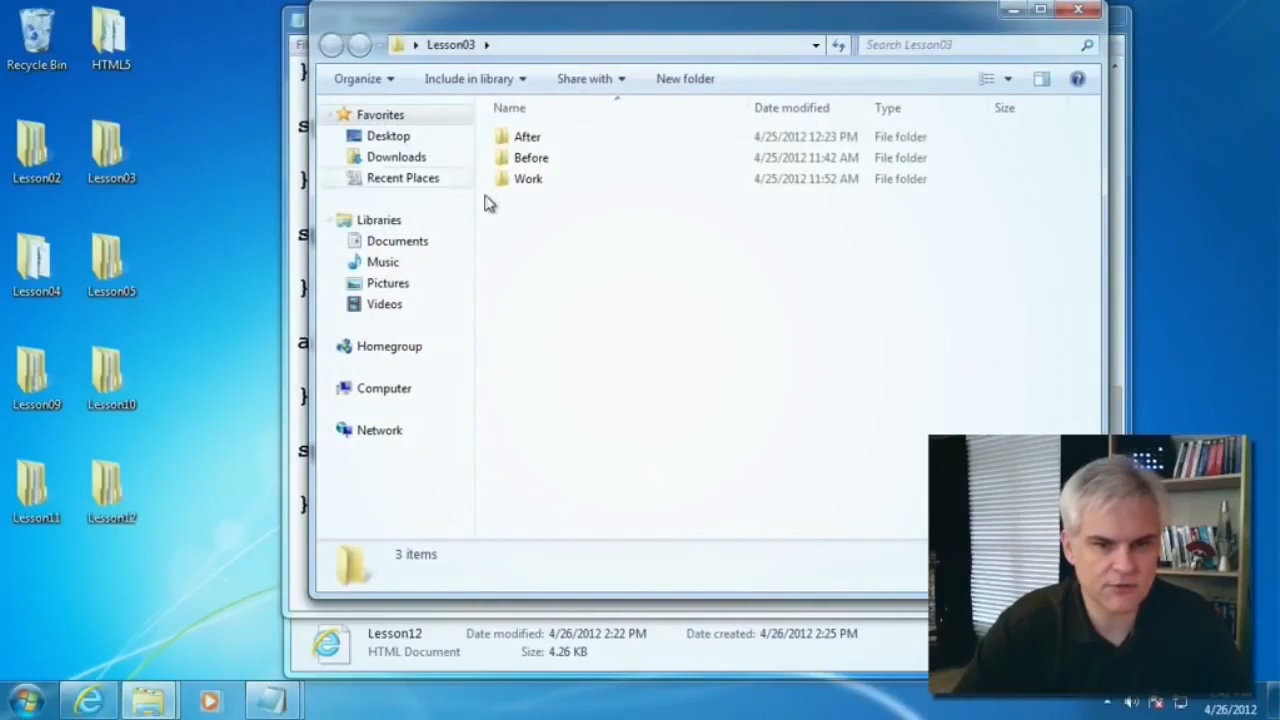 Recycle Bin
HTML5
Lesson02
Lesson03
Lesson04
Lesson05
Lesson09
Lesson10
Lesson11
Lesson12
Lesson03
Search Lesson03
Organize
Include in library
Share with
New folder
Name
Date modified
Type
Size
After
4/25/2012 12:23 PM
File folder
Before
4/25/2012 11:42 AM
File folder
Work
4/25/2012 11:52 AM
File folder
Favorites
Desktop
Downloads
Recent Places
Libraries
Documents
Music
Pictures
Videos
Homegroup
Computer
Network
3 items
Lesson12
Date modified: 4/26/2012 2:22 PM
Date created: 4/26/2012 2:25 PM
HTML Document
Size: 4.26 KB
4/26/2012